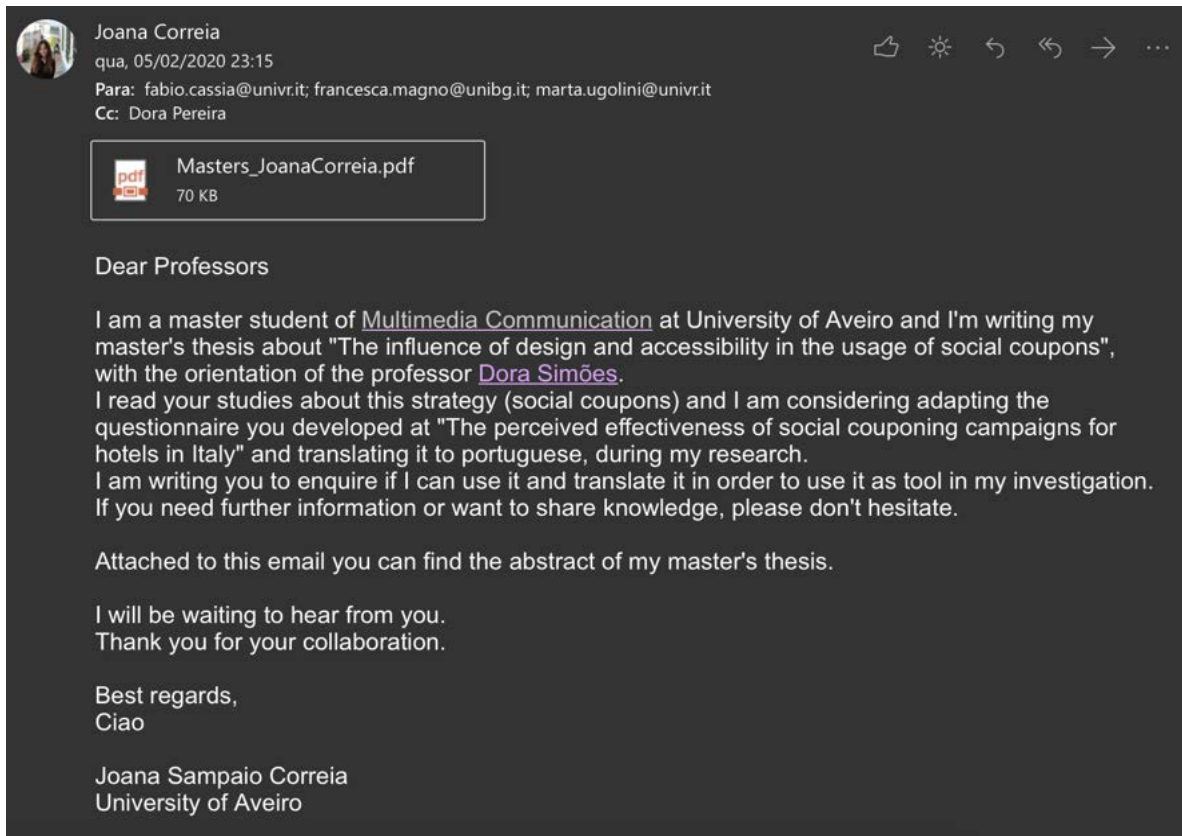 Joana Correia
qua, 05/02/2020 23:15
Para: fabio.cassia@univr.it; francesca.magno@unibg.it; marta.ugolini@univr.it
Cc: Dora Pereira
pdf
Masters_JoanaCorreia.pdf
70 KB
Dear Professors
I am a master student of Multimedia Communication at University of Aveiro and I'm writing my
master's thesis about "The influence of design and accessibility in the usage of social coupons",
with the orientation of the professor Dora Simões.
I read your studies about this strategy (social coupons) and I am considering adapting the
questionnaire you developed at "The perceived effectiveness of social couponing campaigns for
hotels in Italy" and translating it to portuguese, during my research.
I am writing you to enquire if I can use it and translate it in order to use it as tool in my investigation.
If you need further information or want to share knowledge, please don't hesitate.
Attached to this email you can find the abstract of my master's thesis.
I will be waiting to hear from you.
Thank you for your collaboration.
Best regards,
Ciao
Joana Sampaio Correia
University of Aveiro